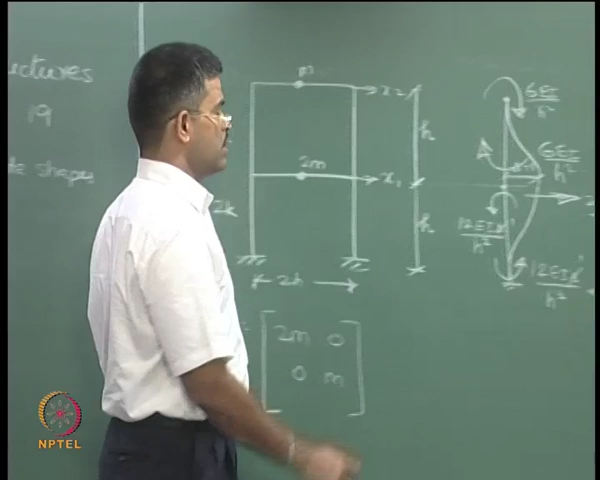 m
x2
h
2m
x1
2k
h
2h
2m 0
0 m
6EI
h²
6EI
h²
12EI
h²
12EI
h²
19
shapes
NPTEL